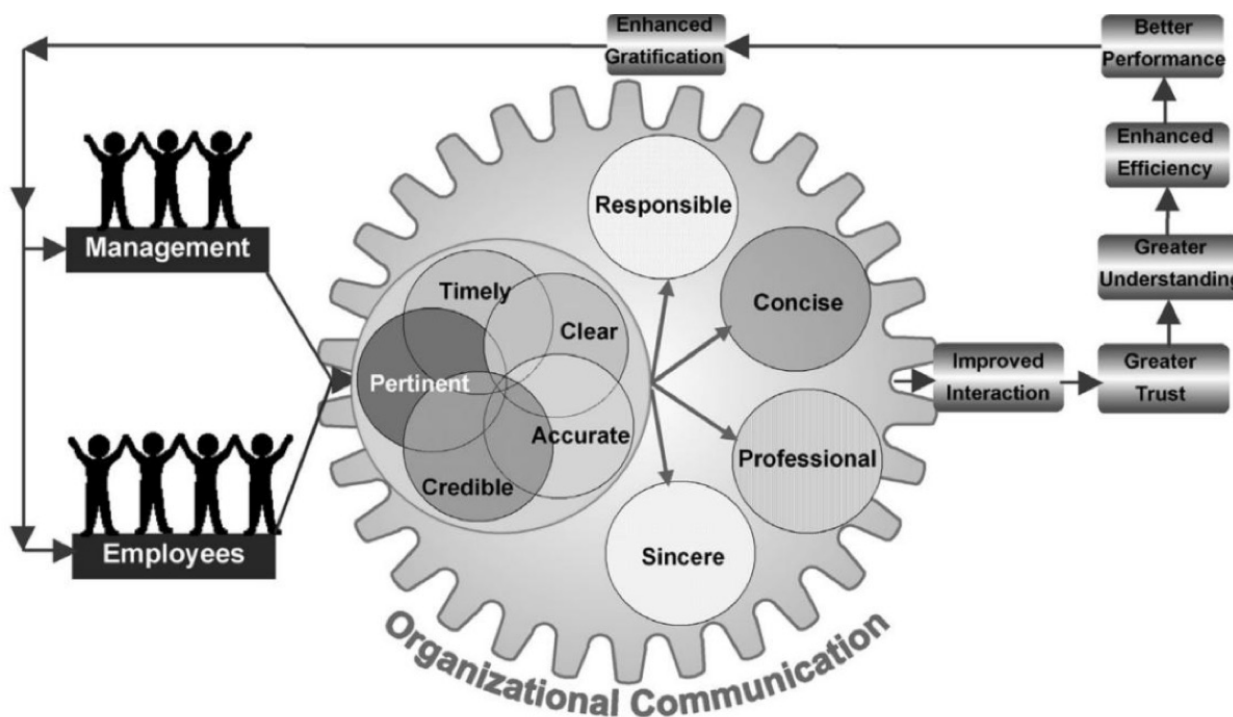 Enhanced
Gratification
Better
Performance
Enhanced
Efficiency
Greater
Understanding
Management
Employees
Timely
Clear
Pertinent
Accurate
Credible
Responsible
Concise
Professional
Sincere
Improved
Interaction
Greater
Trust
Organizational Communication